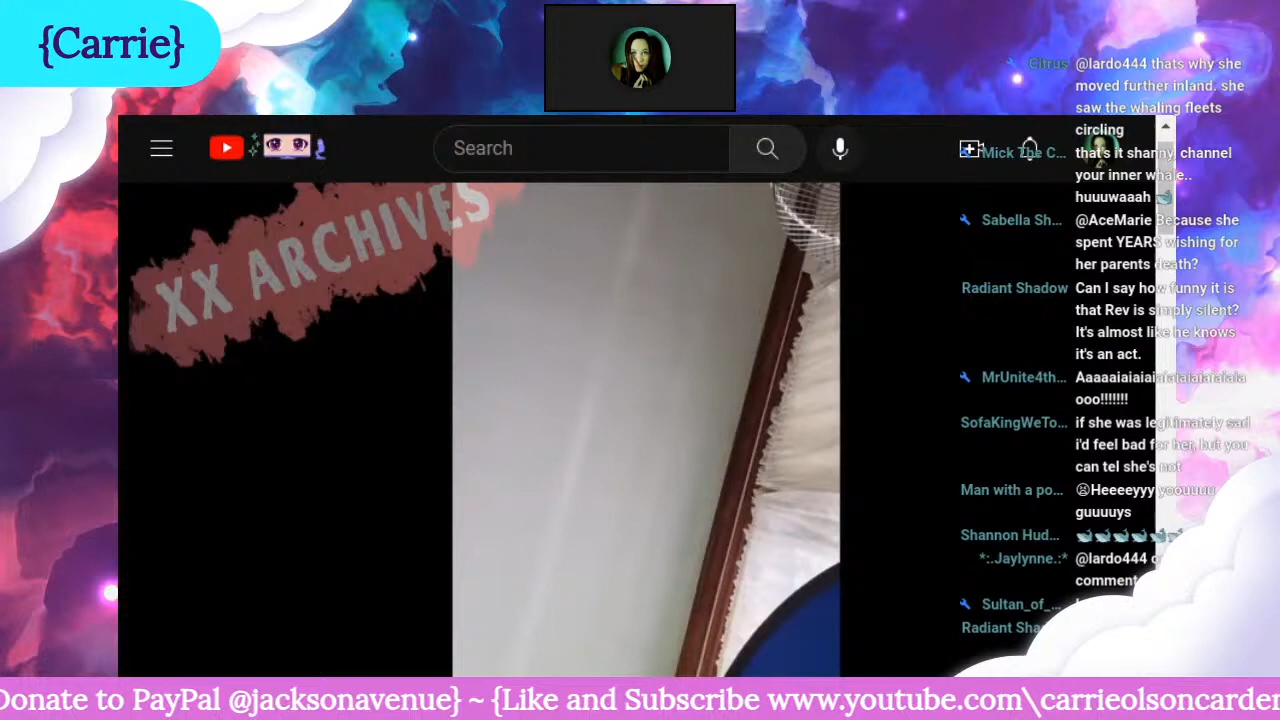 {Carrie}
Search
XX ARCHIVES
Citrus @lardo444 thats why she
moved further inland. she
saw the whaling fleets
circling
Mick The C... that's it shanny, channel
your inner whale..
huuuwaaah 🐋
Sabella Sh... @AceMarie Because she
spent YEARS wishing for
her parents death?
Radiant Shadow Can I say how funny it is
that Rev is simply silent?
It's almost like he knows
it's an act.
MrUnite4th...
ooo!!!!!!!
SofaKingWeTo... if she was legitimately sad
i'd feel bad for her, but you
can tell she's not
Man with a po... 😫Heeeeyyy yoouuuu
guuuuys
Shannon Hud... 🐋🐋🐋🐋🐋🐋
*:.Jaylynne.:* @lardo444
comment
Sultan_of_...
Radiant Sha
Donate to PayPal @jacksonavenue} ~ {Like and Subscribe www.youtube.com\carrieolsoncarden